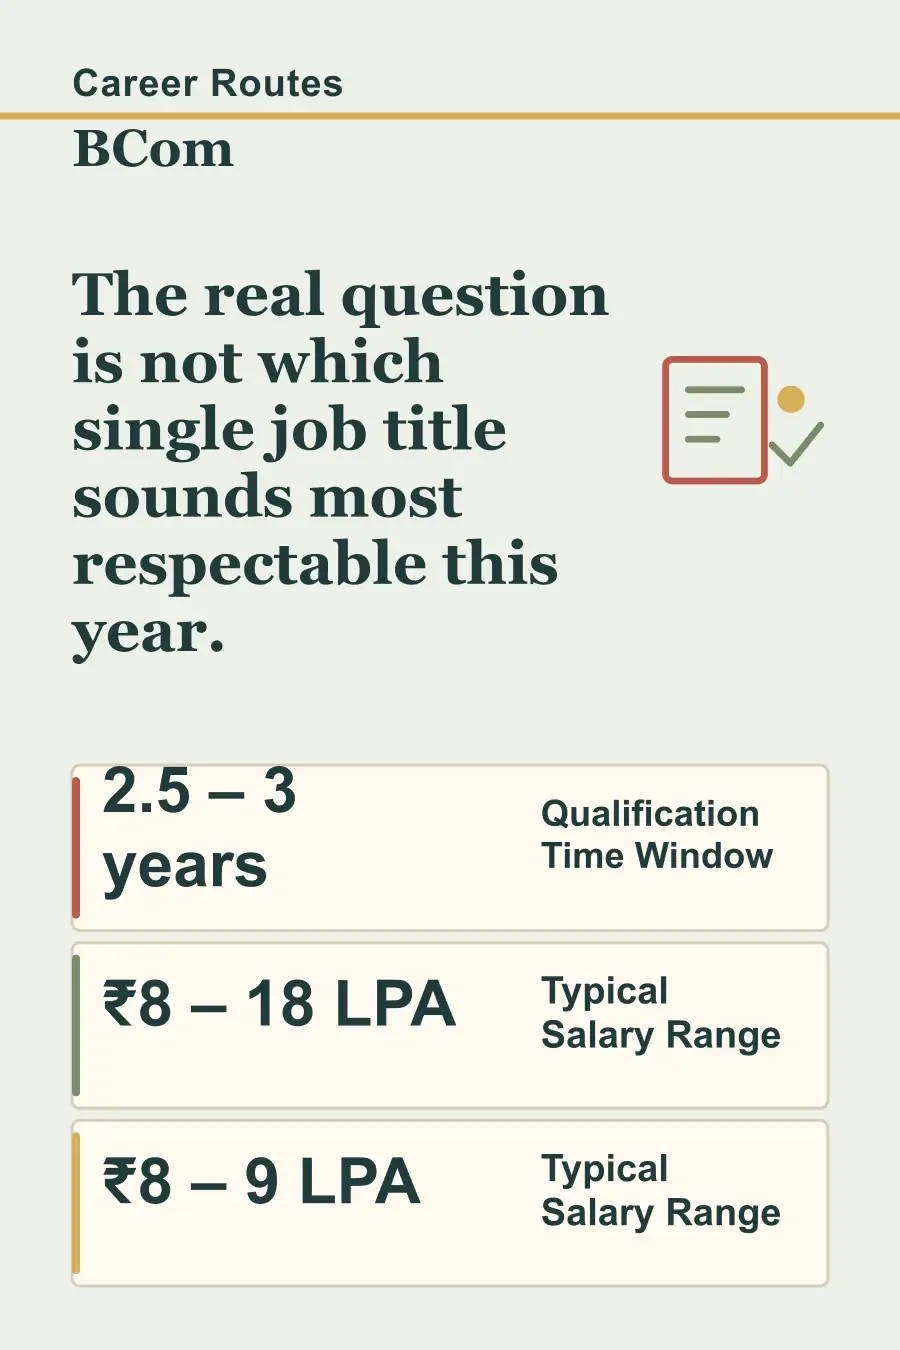 Career Routes
BCom
The real question
is not which
single job title
sounds most
respectable this
year.
2.5 – 3
years
Qualification
Time Window
₹8 – 18 LPA
Typical
Salary Range
₹8 – 9 LPA
Typical
Salary Range